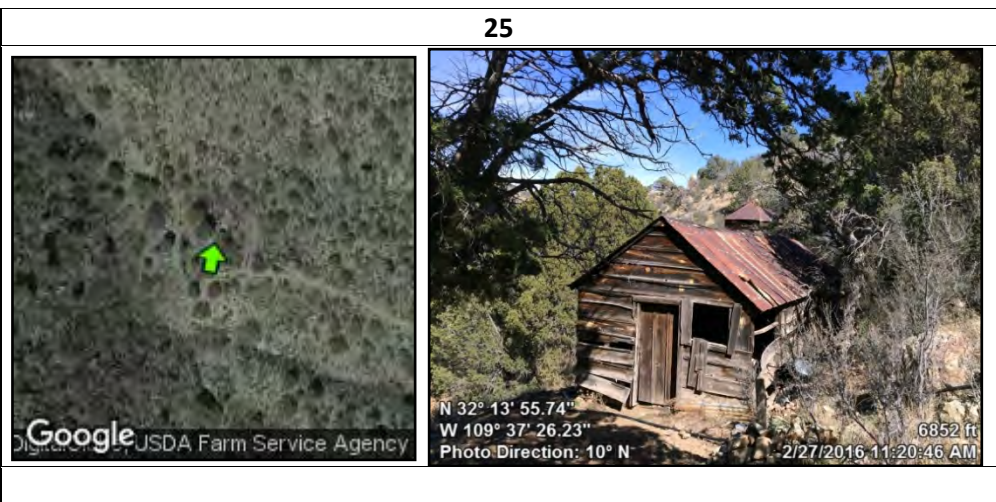 25
Google
USDA Farm Service Agency
N 32° 13' 55.74"
W 109° 37' 26.23"
Photo Direction: 10° N
6852 ft
2/27/2016 11:20:46 AM